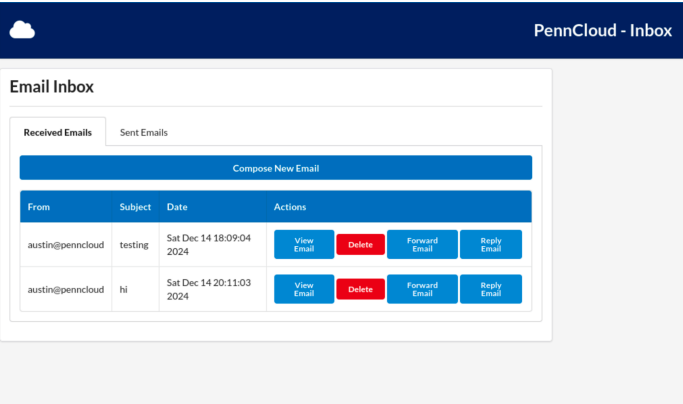 PennCloud - Inbox
Email Inbox
Received Emails
Sent Emails
Compose New Email
From Subject Date Actions
austin@penncloud testing Sat Dec 14 18:09:04 2024 View Email Delete Forward Email Reply Email
austin@penncloud hi Sat Dec 14 20:11:03 2024 View Email Delete Forward Email Reply Email